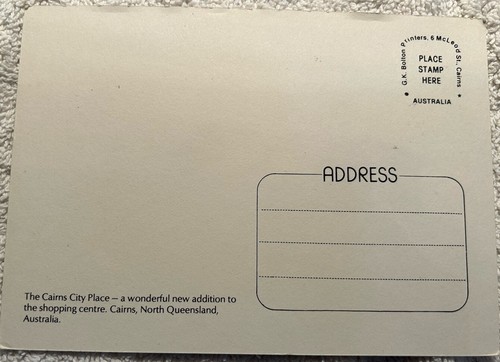 G.K. Bolton Printers, 6 McLeod St., Cairns
PLACE
STAMP
HERE
* AUSTRALIA *
ADDRESS
The Cairns City Place – a wonderful new addition to
the shopping centre. Cairns, North Queensland,
Australia.